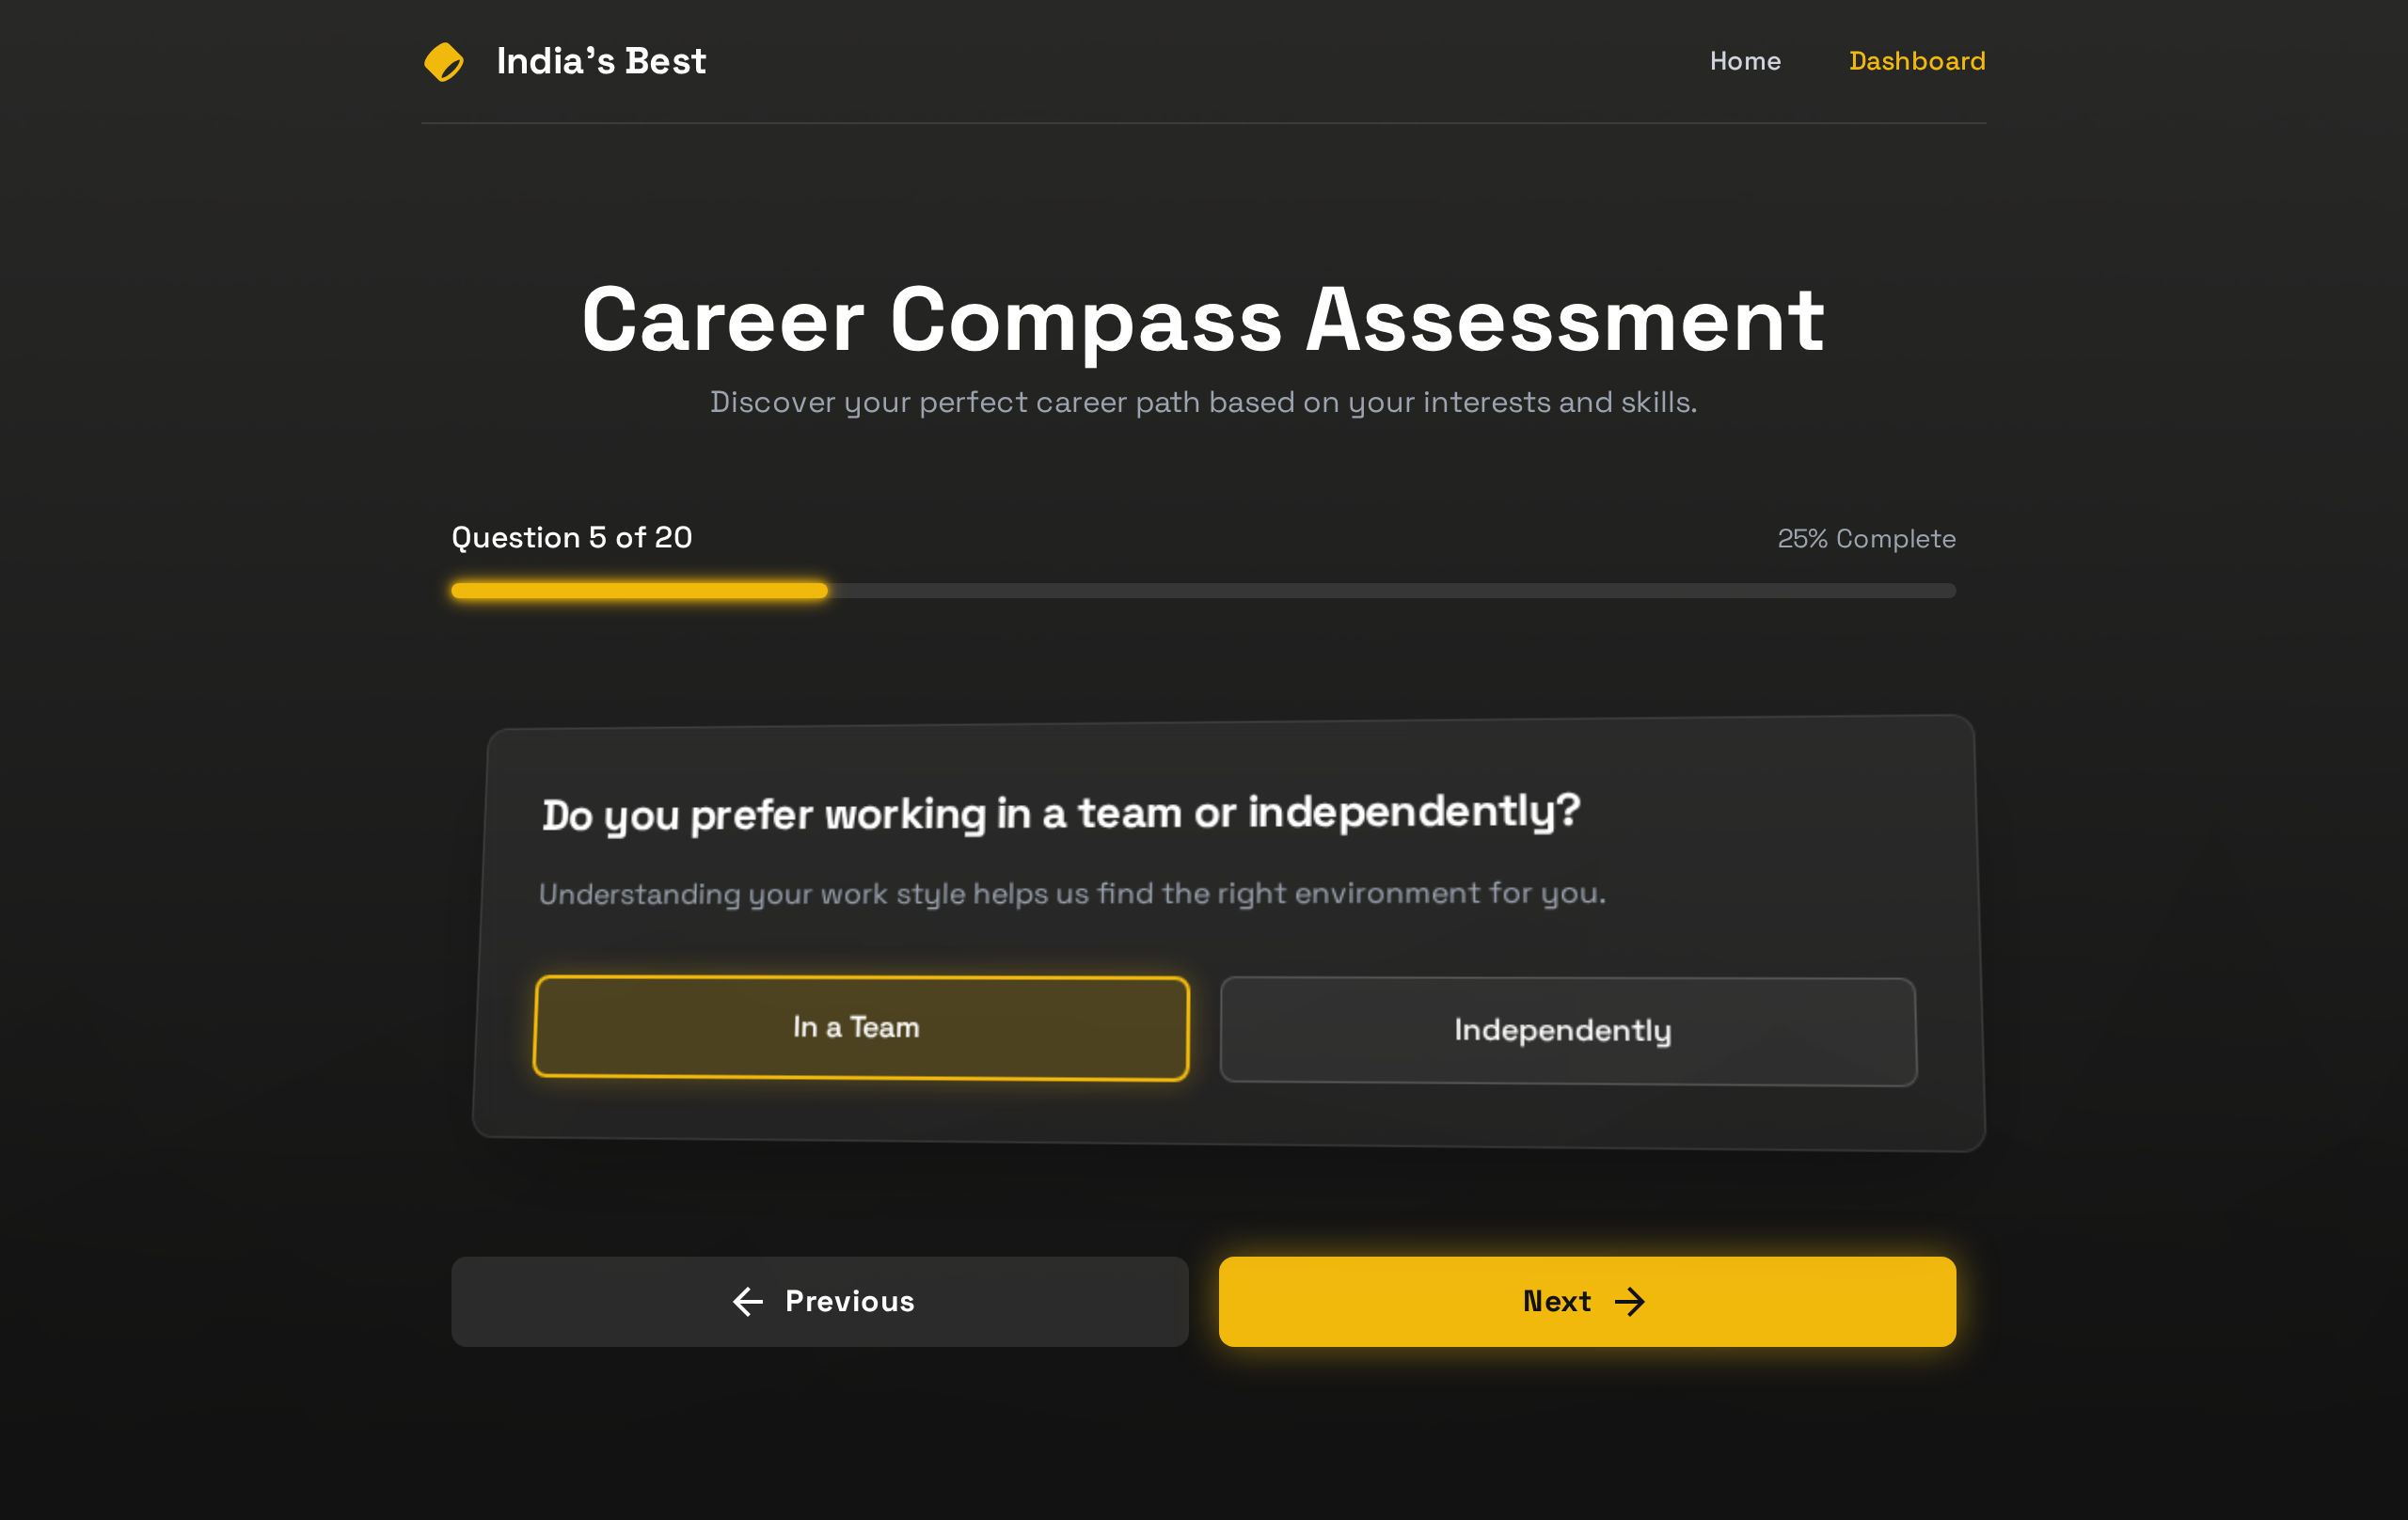 India's Best
Home
Dashboard
Career Compass Assessment
Discover your perfect career path based on your interests and skills.
Question 5 of 20
25% Complete
Do you prefer working in a team or independently?
Understanding your work style helps us find the right environment for you.
In a Team
Independently
Previous
Next